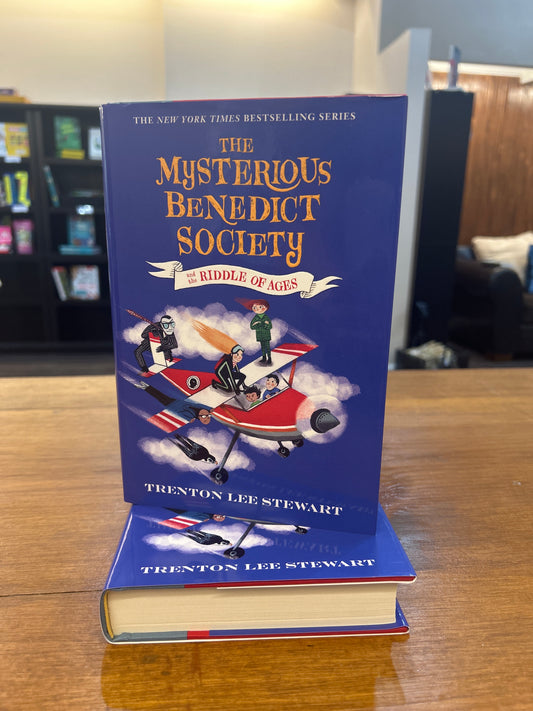 THE NEW YORK TIMES BESTSELLING SERIES
THE
MYSTERIOUS
BENEDICT
SOCIETY
and the RIDDLE OF AGES
TRENTON LEE STEWART
TRENTON LEE STEWART